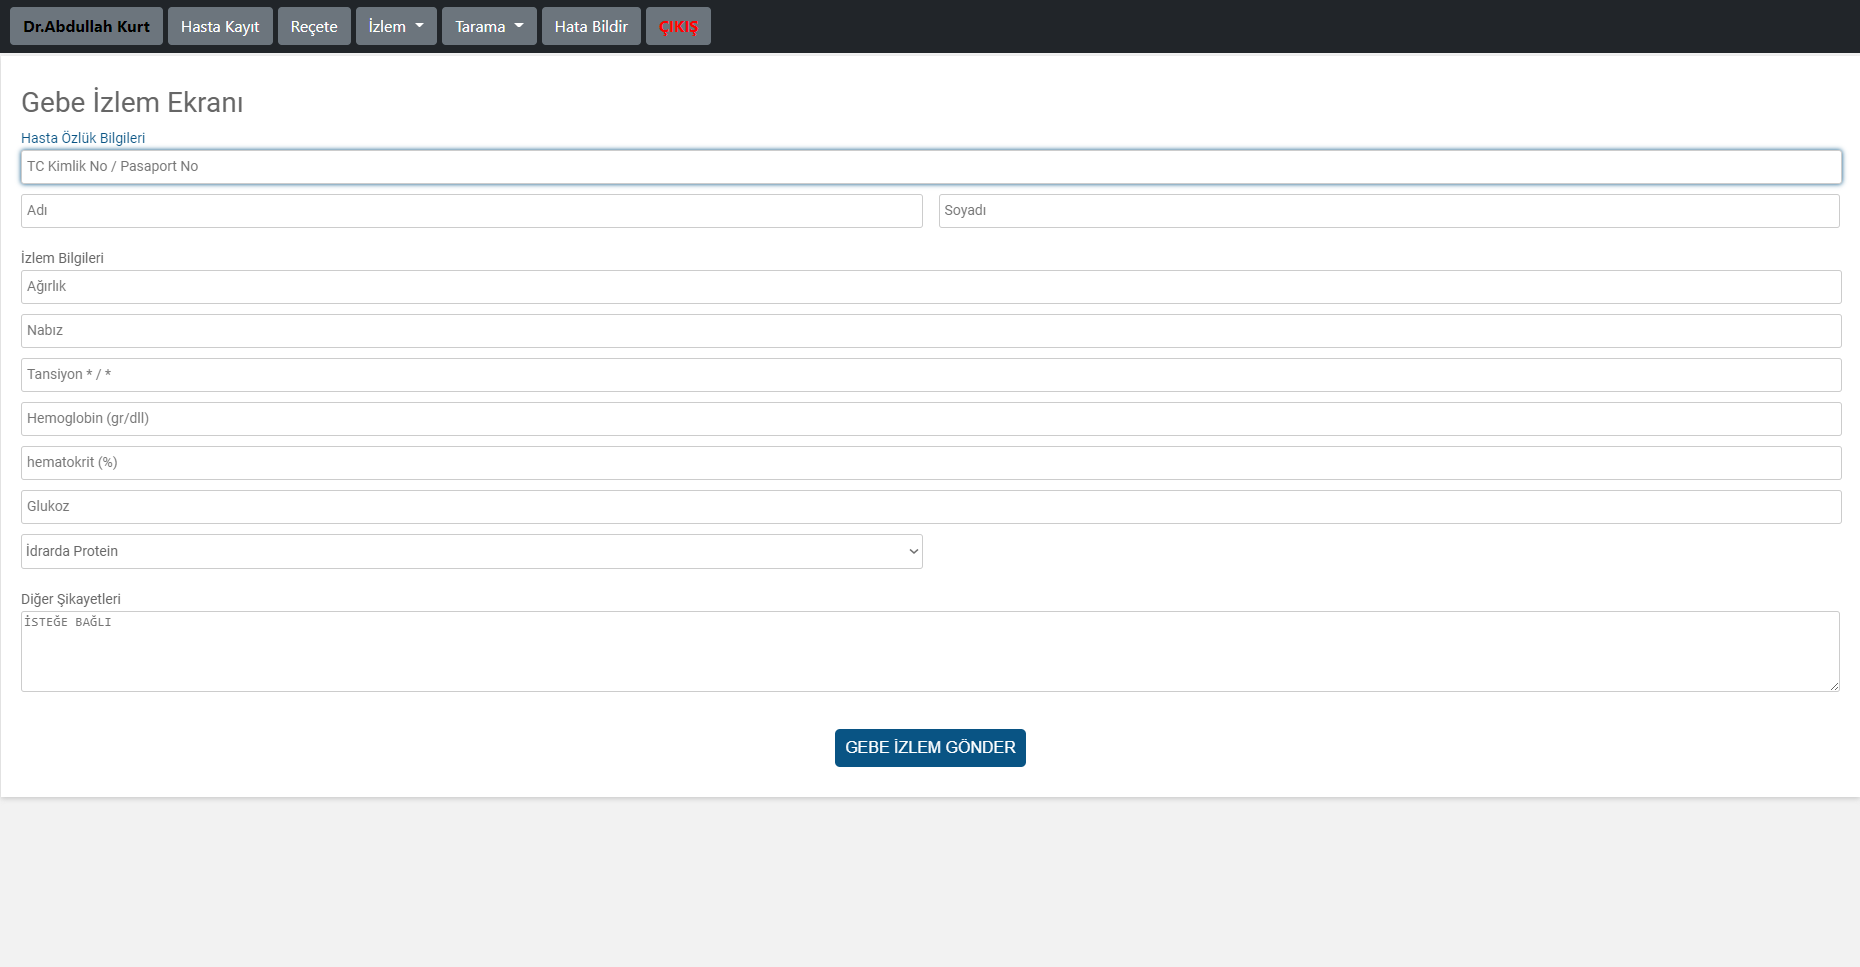 Dr.Abdullah Kurt Hasta Kayıt Reçete İzlem Tarama Hata Bildir ÇIKIŞ
Gebe İzlem Ekranı
Hasta Özlük Bilgileri
TC Kimlik No / Pasaport No
Adı Soyadı
İzlem Bilgileri
Ağırlık
Nabız
Tansiyon * / *
Hemoglobin (gr/dll)
hematokrit (%)
Glukoz
İdrarda Protein
Diğer Şikayetleri
İSTEĞE BAĞLI
GEBE İZLEM GÖNDER